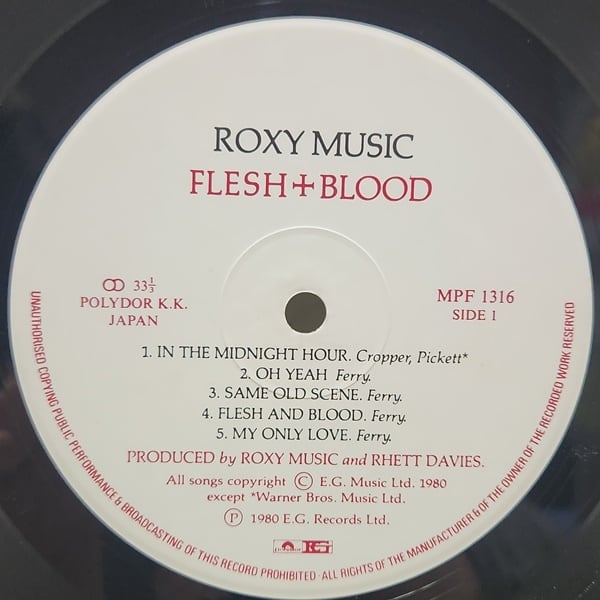 ROXY MUSIC
FLESH+BLOOD
33⅓
POLYDOR K.K.
JAPAN
MPF 1316
SIDE 1
1. IN THE MIDNIGHT HOUR. Cropper, Pickett*
2. OH YEAH Ferry.
3. SAME OLD SCENE. Ferry.
4. FLESH AND BLOOD. Ferry.
5. MY ONLY LOVE. Ferry.
PRODUCED by ROXY MUSIC and RHETT DAVIES.
All songs copyright Ⓒ E.G. Music Ltd. 1980
except *Warner Bros. Music Ltd.
Ⓟ 1980 E.G. Records Ltd.
polydor EG
UNAUTHORISED COPYING PUBLIC PERFORMANCE & BROADCASTING OF THIS RECORD PROHIBITED · ALL RIGHTS OF THE MANUFACTURER & OF THE OWNER OF THE RECORDED WORK RESERVED